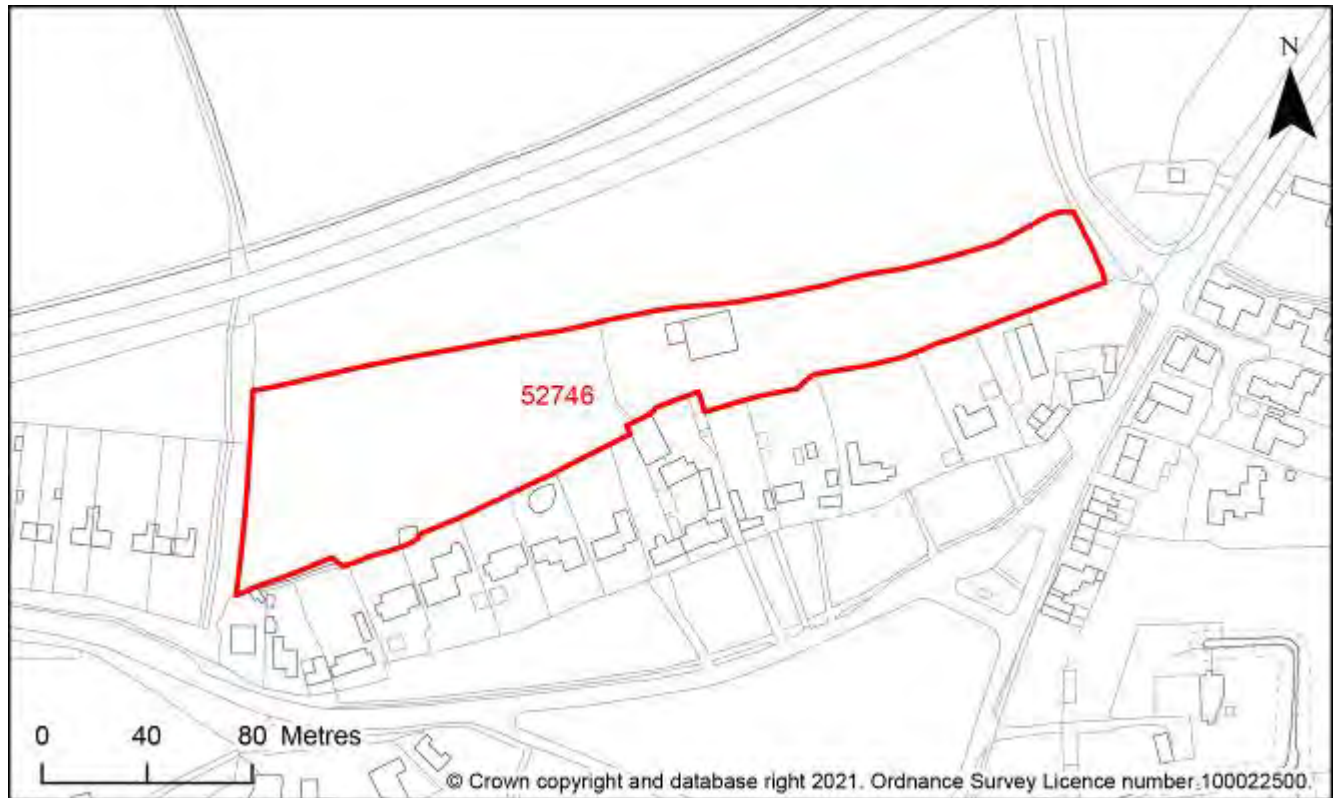 N
52746
0 40 80 Metres
© Crown copyright and database right 2021. Ordnance Survey Licence number 100022500.